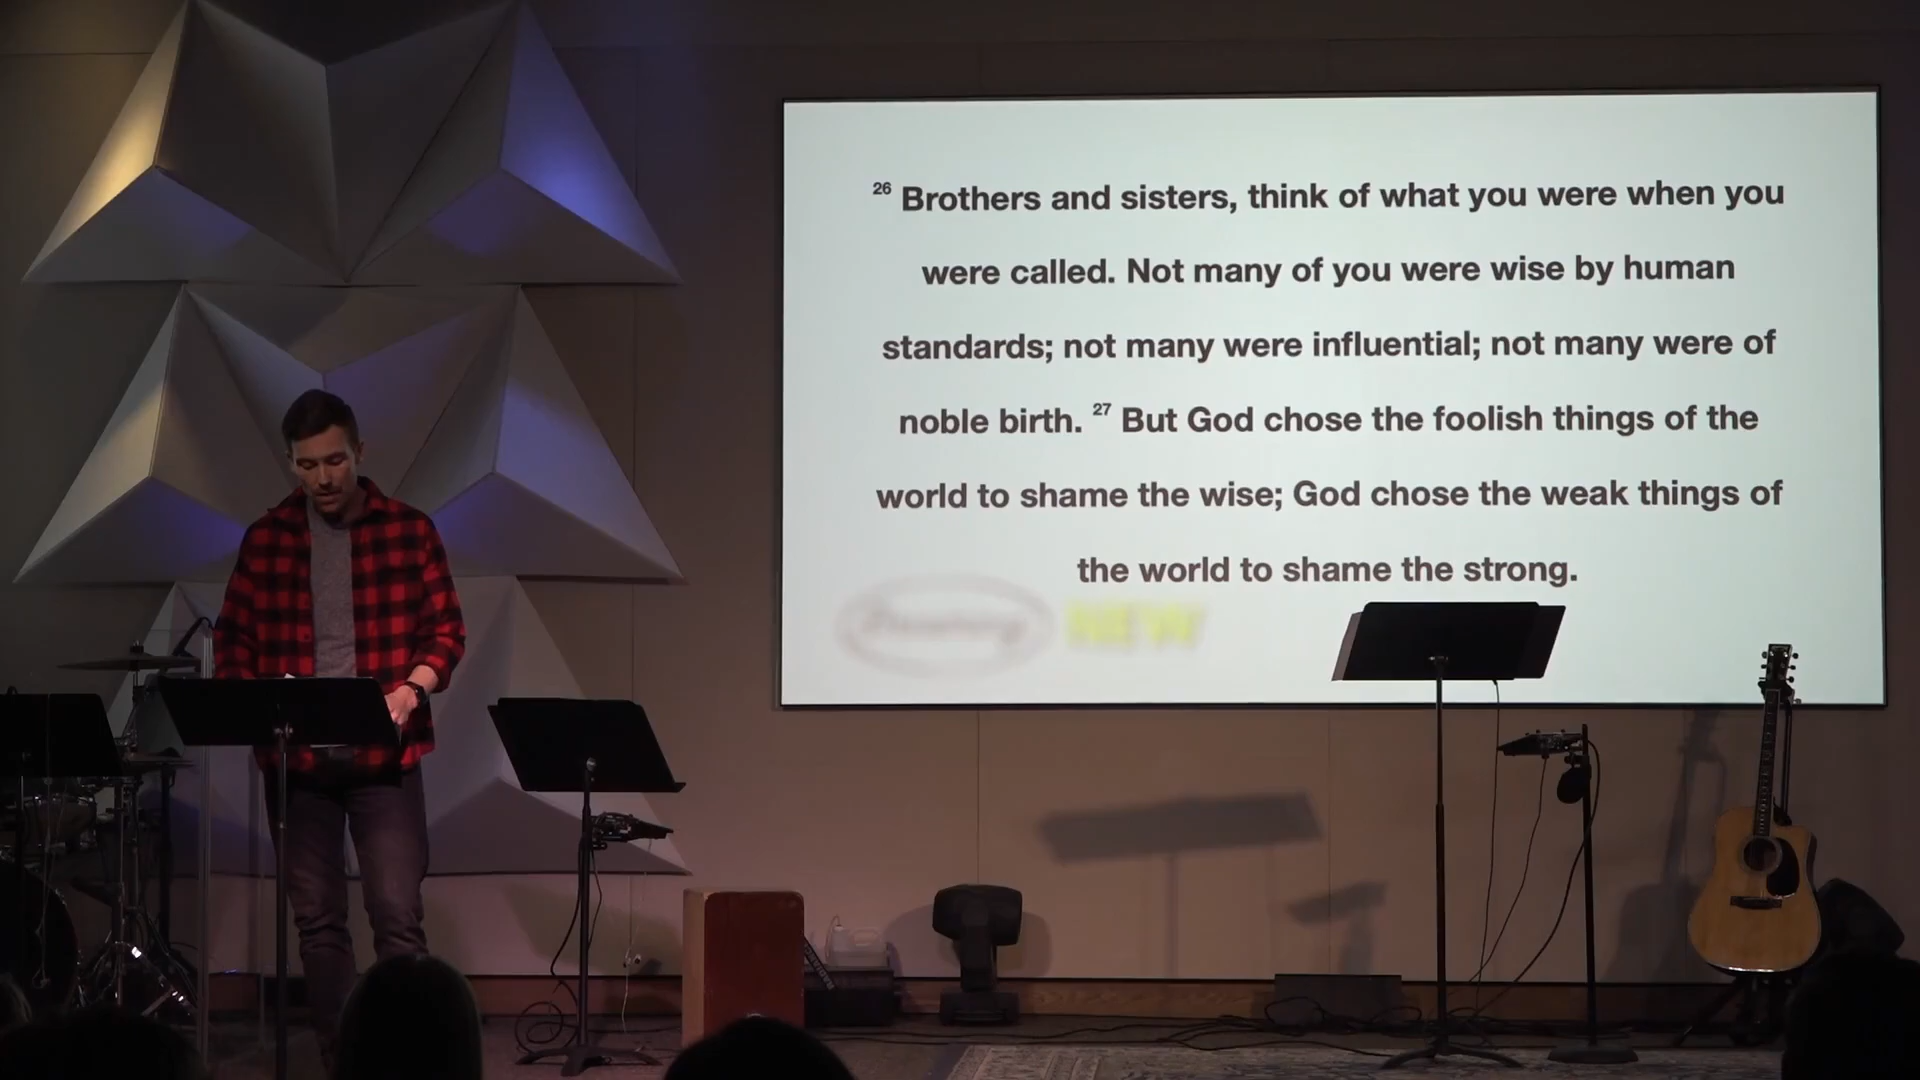 26 Brothers and sisters, think of what you were when you
were called. Not many of you were wise by human
standards; not many were influential; not many were of
noble birth. 27 But God chose the foolish things of the
world to shame the wise; God chose the weak things of
the world to shame the strong.
NEW